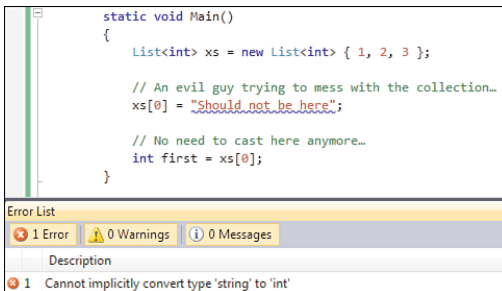 static void Main()
{
List<int> xs = new List<int> { 1, 2, 3 };
// An evil guy trying to mess with the collection…
xs[0] = "Should not be here";
// No need to cast here anymore…
int first = xs[0];
}
Error List
1 Error 0 Warnings 0 Messages
Description
1 Cannot implicitly convert type 'string' to 'int'